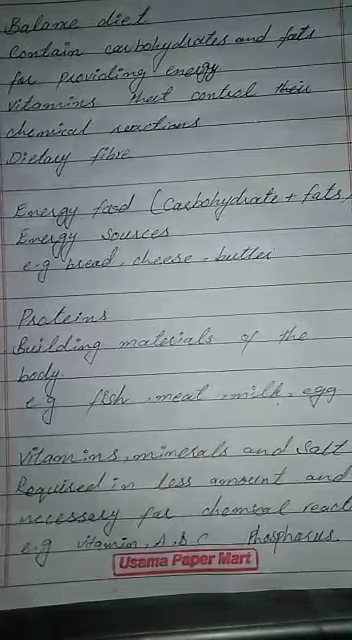 Balane diet
Contain carbohydrates and fats
for providing energy
vitamins that control their
chemical reactions
Dietary fibre
Energy food (Carbohydrate + fats)
Energy sources
e.g bread, cheese, butter
Proteins
Building materials of the
body.
e.g fish, meat, milk, egg
Vitamins, minerals and Salt
Required in less amount and
necessary for chemical react
e.g vitamin, A, B, C Phosphorus
Usama Paper Mart